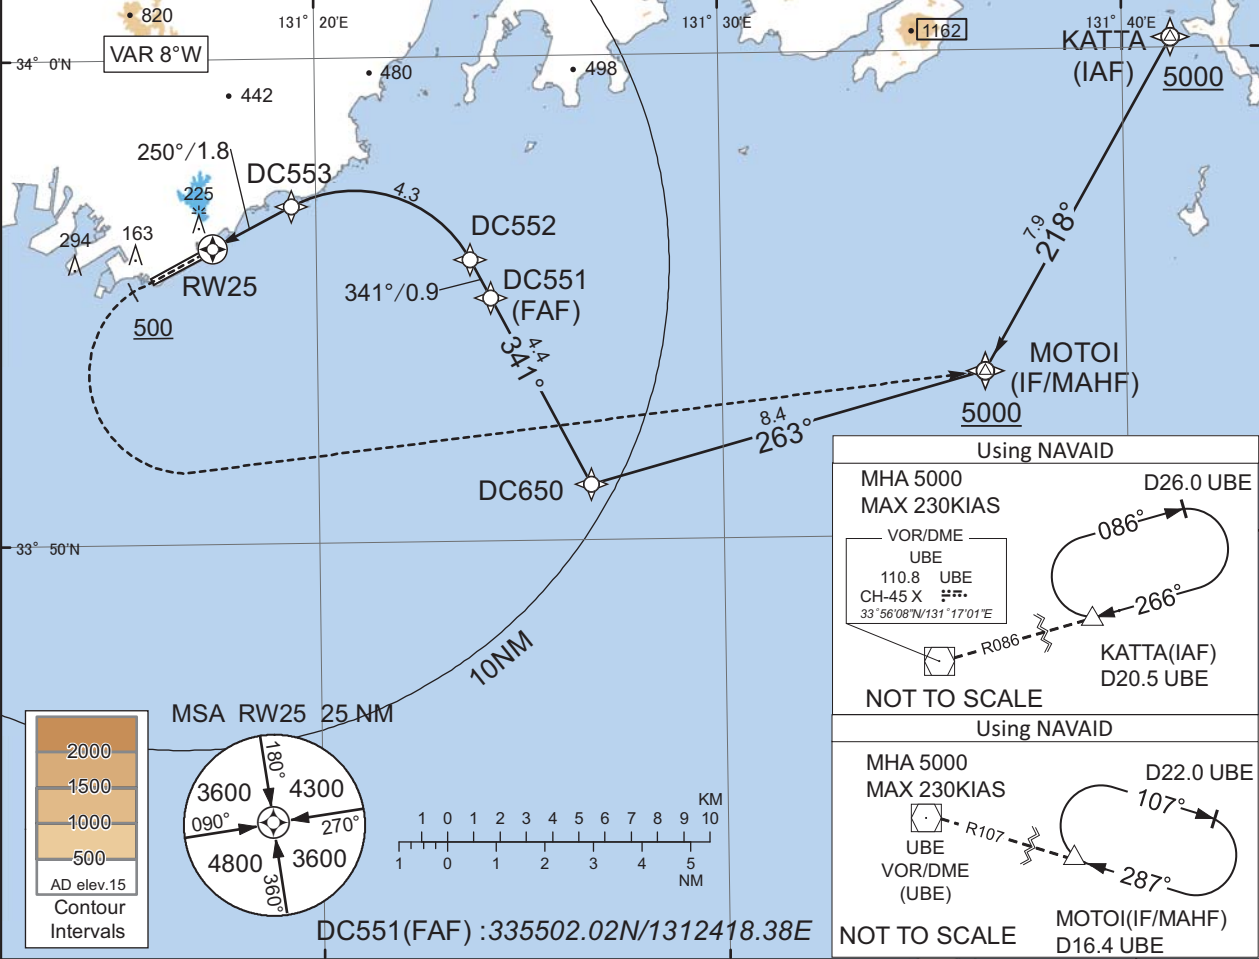 820
131° 20'E
131° 30'E
131° 40'E
1162
KATTA
(IAF)
5000
VAR 8°W
34° 0'N
480
498
442
250°/1.8
DC553
4.3
225
DC552
7.9
218°
294
163
RW25
DC551
(FAF)
341°/0.9
500
4.4
341°
MOTOI
(IF/MAHF)
5000
8.4
263°
DC650
33° 50'N
10NM
Using NAVAID
MHA 5000
MAX 230KIAS
D26.0 UBE
VOR/DME
UBE
110.8 UBE
CH-45 X
33°56'08"N/131°17'01"E
086°
266°
R086
KATTA(IAF)
D20.5 UBE
NOT TO SCALE
Using NAVAID
MHA 5000
MAX 230KIAS
D22.0 UBE
107°
R107
UBE
VOR/DME
(UBE)
287°
MOTOI(IF/MAHF)
D16.4 UBE
NOT TO SCALE
MSA RW25 25 NM
180°
3600
4300
090°
270°
4800
3600
360°
2000
1500
1000
500
AD elev.15
Contour
Intervals
KM
1 0 1 2 3 4 5 6 7 8 9 10
1 0 1 2 3 4 5
NM
DC551(FAF) :335502.02N/1312418.38E